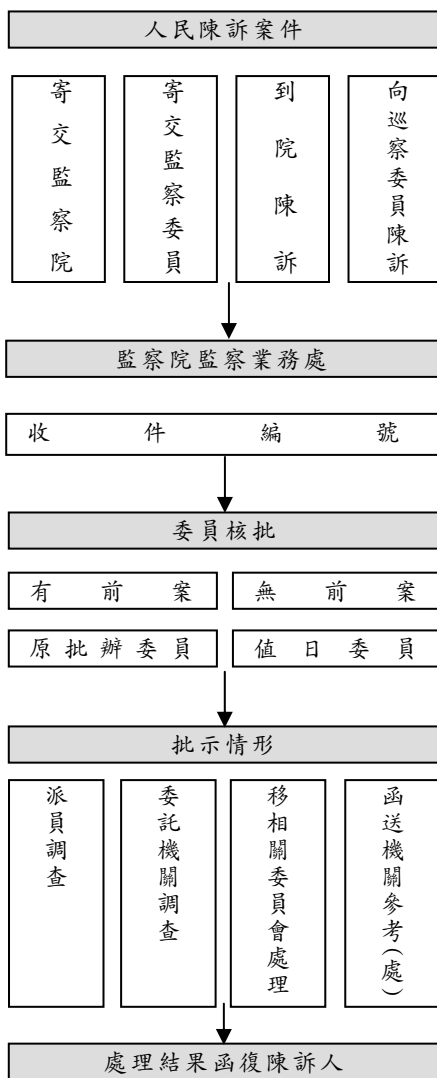 人民陳訴案件
寄交監察院
寄交監察委員
到院陳訴
向巡察委員陳訴
監察院監察業務處
收件編號
委員核批
有前案
無前案
原批辦委員
值日委員
批示情形
派員調查
委託機關調查
移相關委員會處理
函送機關參考(處)
處理結果函復陳訴人